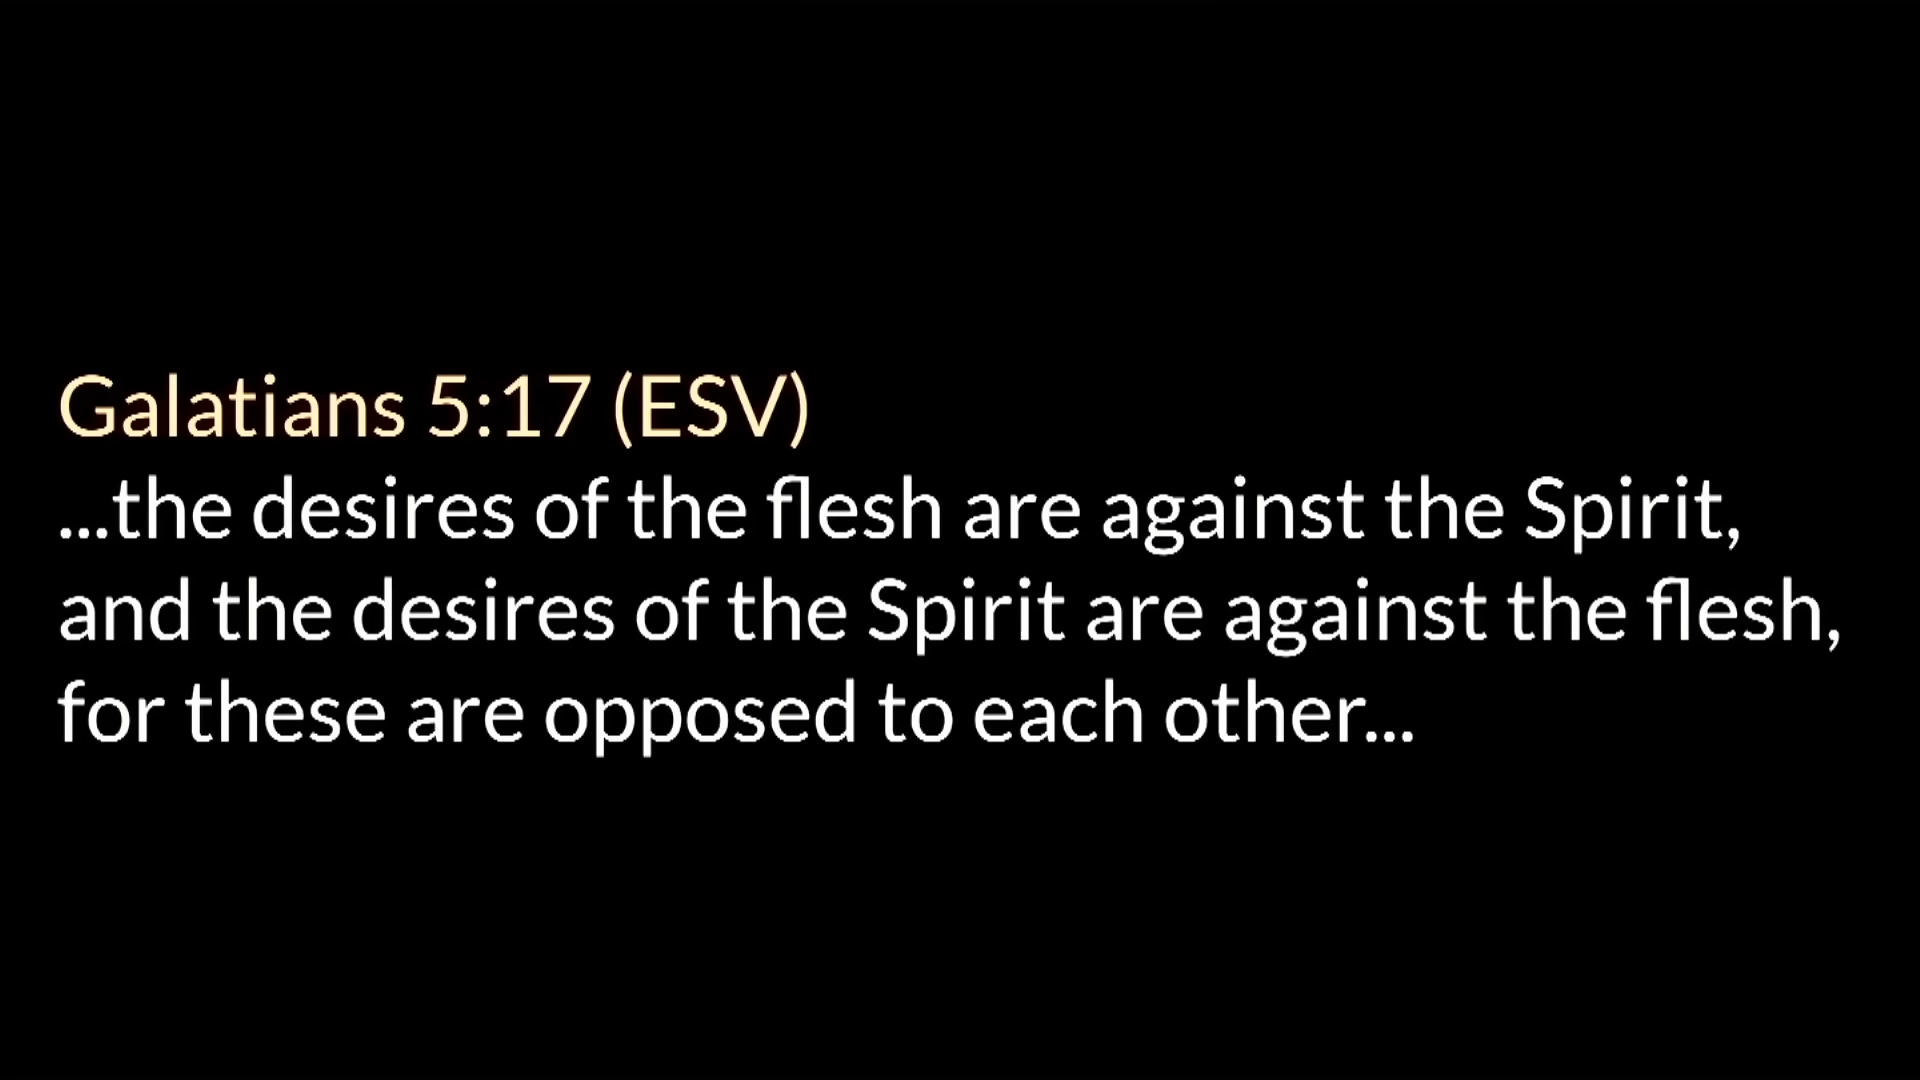 Galatians 5:17 (ESV)
...the desires of the flesh are against the Spirit,
and the desires of the Spirit are against the flesh,
for these are opposed to each other...